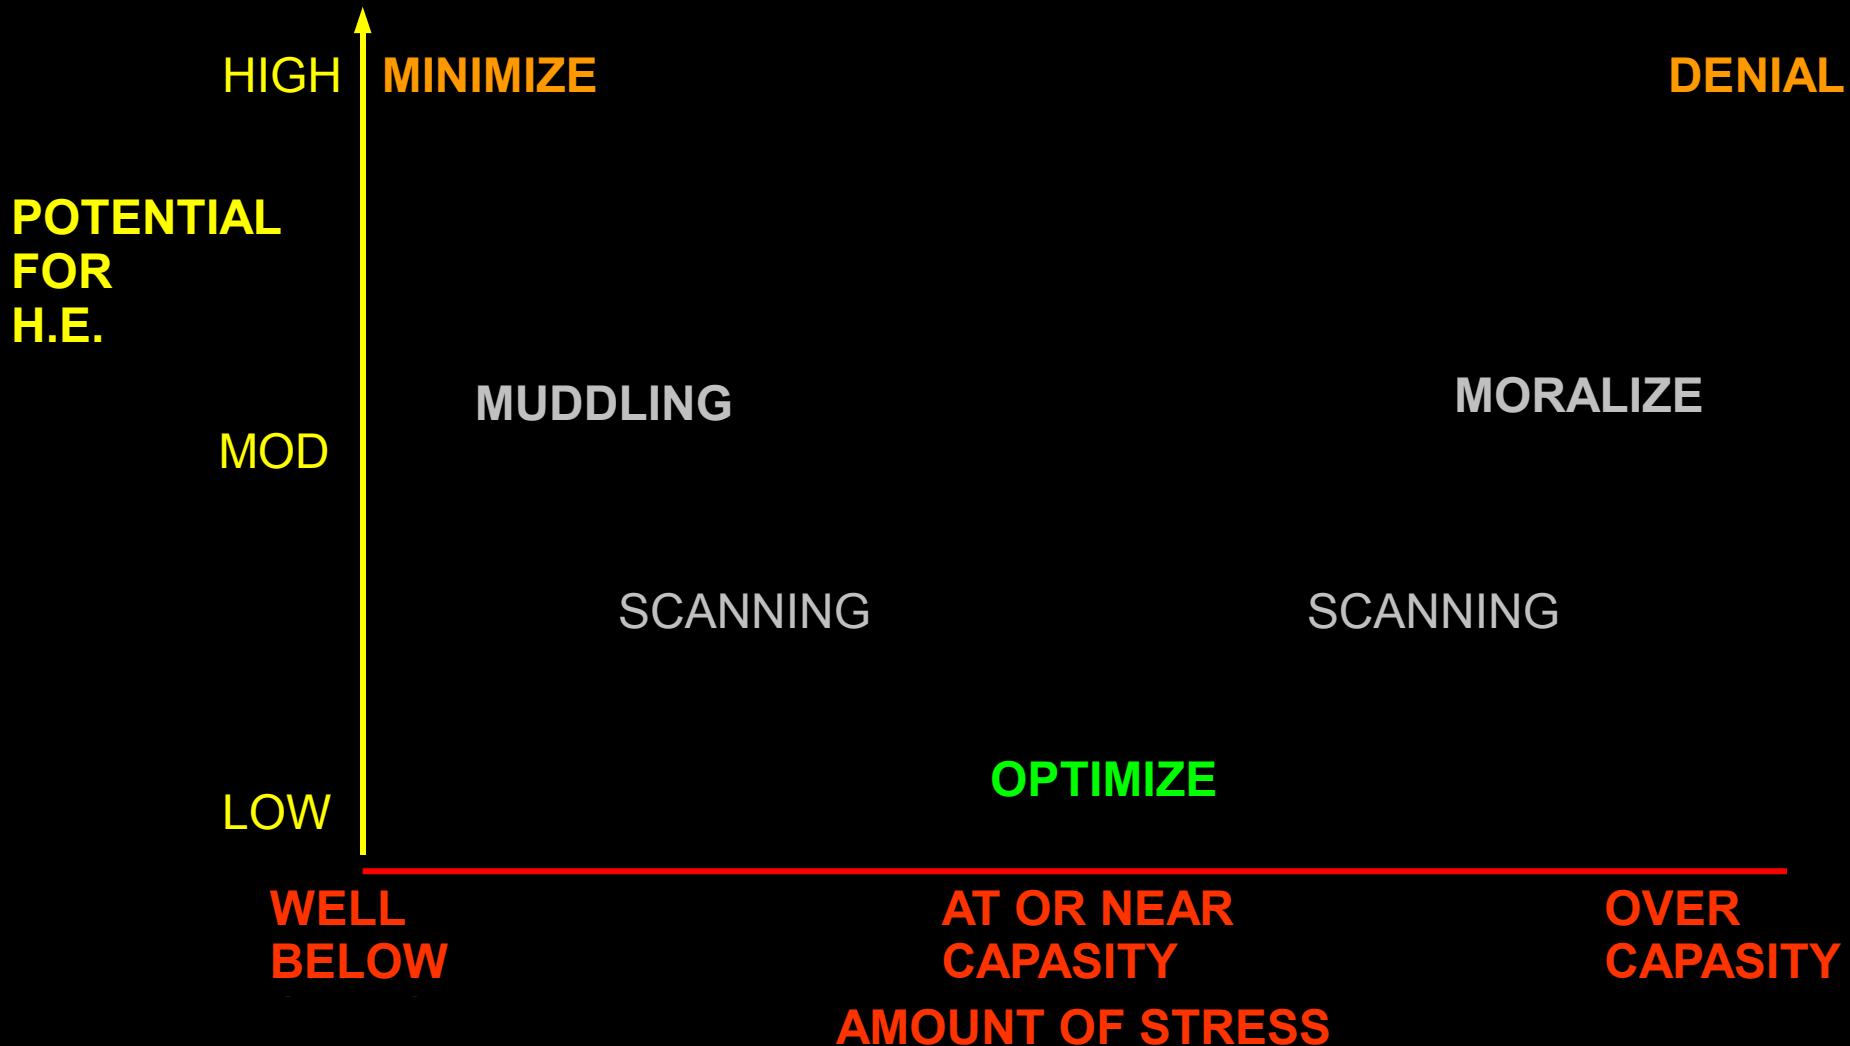 HIGH MINIMIZE DENIAL
POTENTIAL
FOR
H.E.
MUDDLING MORALIZE
MOD
SCANNING SCANNING
OPTIMIZE
LOW
WELL
BELOW
AT OR NEAR
CAPASITY
OVER
CAPASITY
AMOUNT OF STRESS